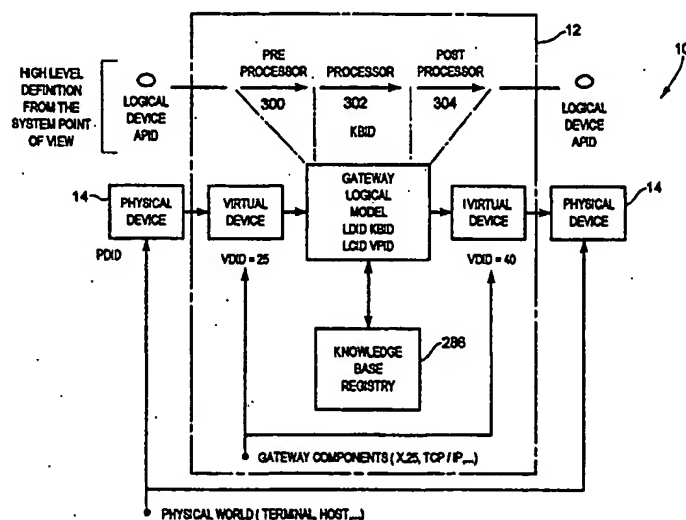 12
10
PRE
PROCESSOR
PROCESSOR
POST
PROCESSOR
300
302
304
KBID
HIGH LEVEL
DEFINITION
FROM THE
SYSTEM POINT
OF VIEW
LOGICAL
DEVICE
APID
LOGICAL
DEVICE
APID
14
PHYSICAL
DEVICE
PDID
VIRTUAL
DEVICE
VDID = 25
GATEWAY
LOGICAL
MODEL
LDID KBID
LCID VPID
IVIRTUAL
DEVICE
VDID = 40
14
PHYSICAL
DEVICE
KNOWLEDGE
BASE
REGISTRY
286
GATEWAY COMPONENTS ( X.25, TCP / IP,...)
PHYSICAL WORLD ( TERMINAL, HOST,...)